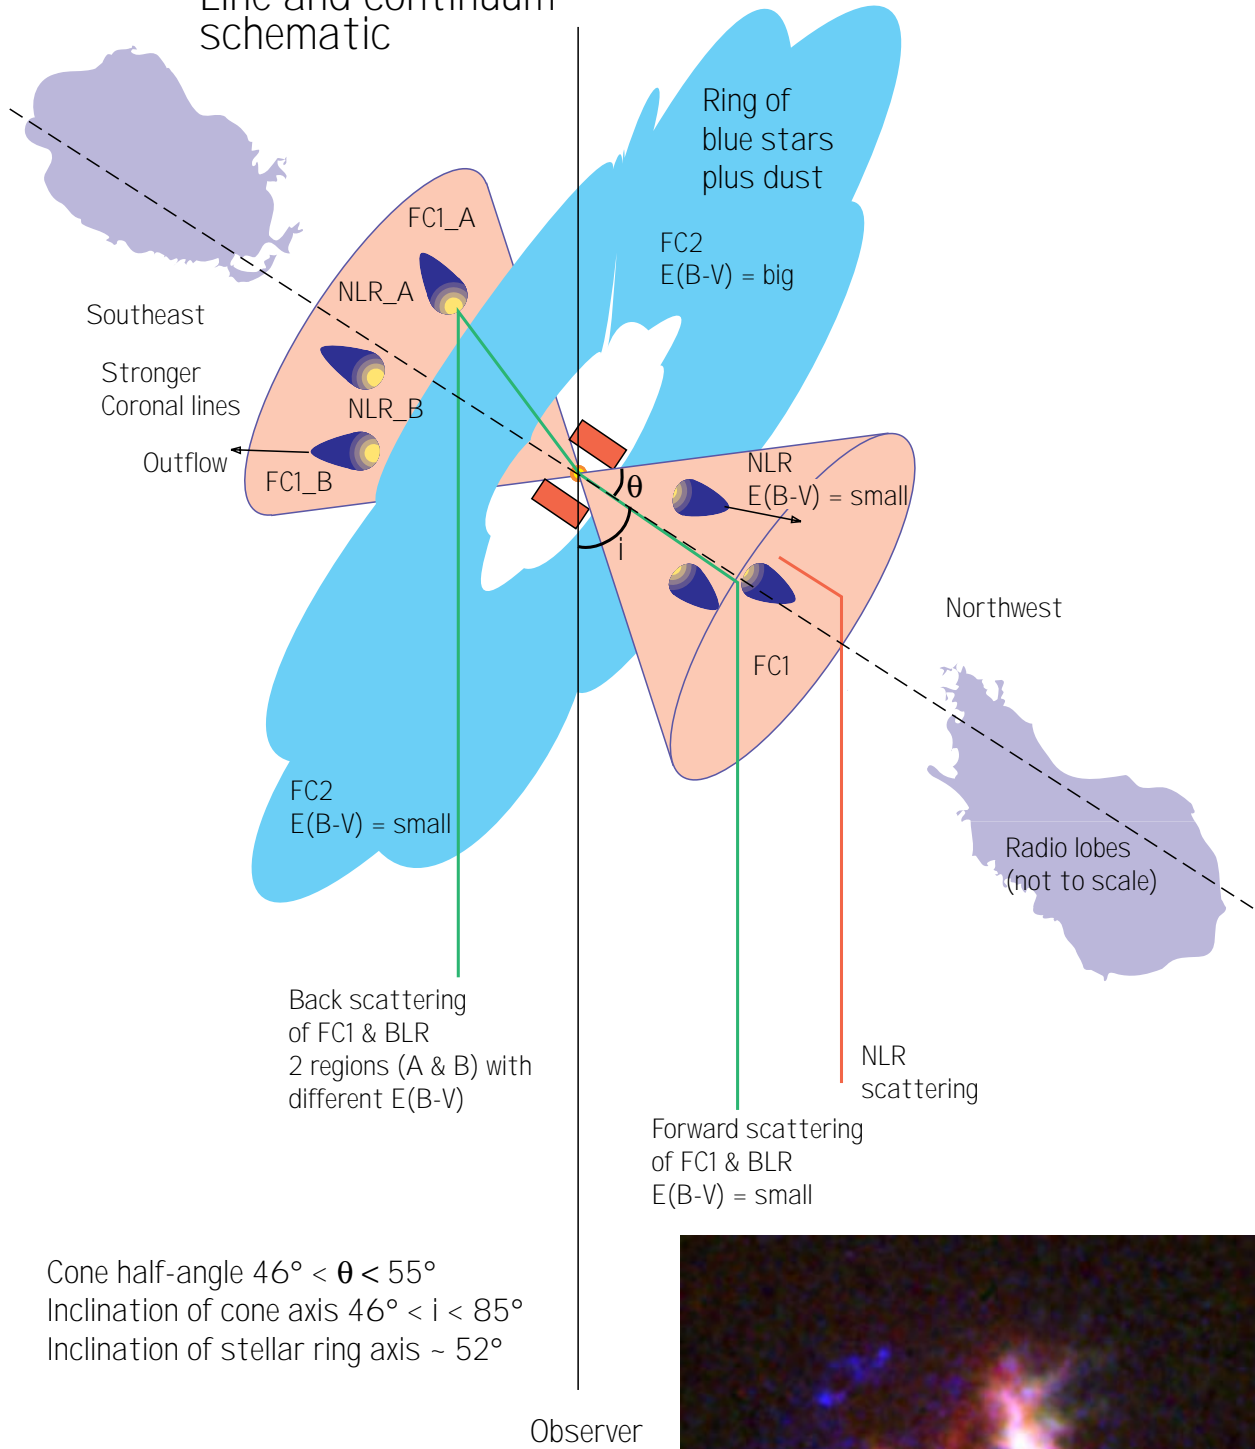 Line and continuum
schematic
Ring of
blue stars
plus dust
FC1_A
FC2
E(B-V) = big
NLR_A
Southeast
Stronger
Coronal lines
NLR_B
Outflow
FC1_B
NLR
E(B-V) = small
θ
i
Northwest
FC1
FC2
E(B-V) = small
Radio lobes
(not to scale)
Back scattering
of FC1 & BLR
2 regions (A & B) with
different E(B-V)
NLR
scattering
Forward scattering
of FC1 & BLR
E(B-V) = small
Cone half-angle 46° < θ < 55°
Inclination of cone axis 46° < i < 85°
Inclination of stellar ring axis ~ 52°
Observer